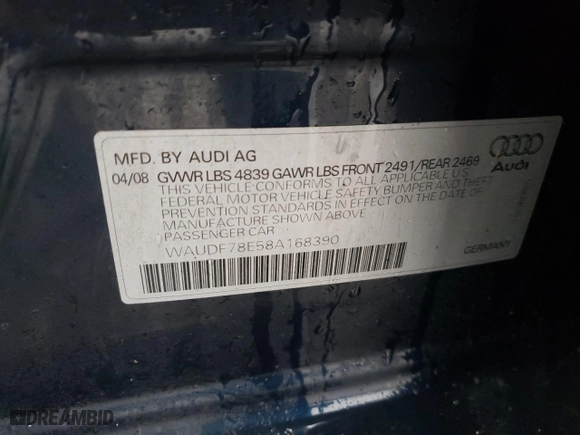 MFD. BY AUDI AG
04/08 GVWR LBS 4839 GAWR LBS FRONT 2491/REAR 2469
THIS VEHICLE CONFORMS TO ALL APPLICABLE U.S.
FEDERAL MOTOR VEHICLE SAFETY BUMPER AND THEFT
PREVENTION STANDARDS IN EFFECT ON THE DATE OF
MANUFACTURE SHOWN ABOVE
PASSENGER CAR
WAUDF78E58A168390
Audi
GERMANY
DREAMBID